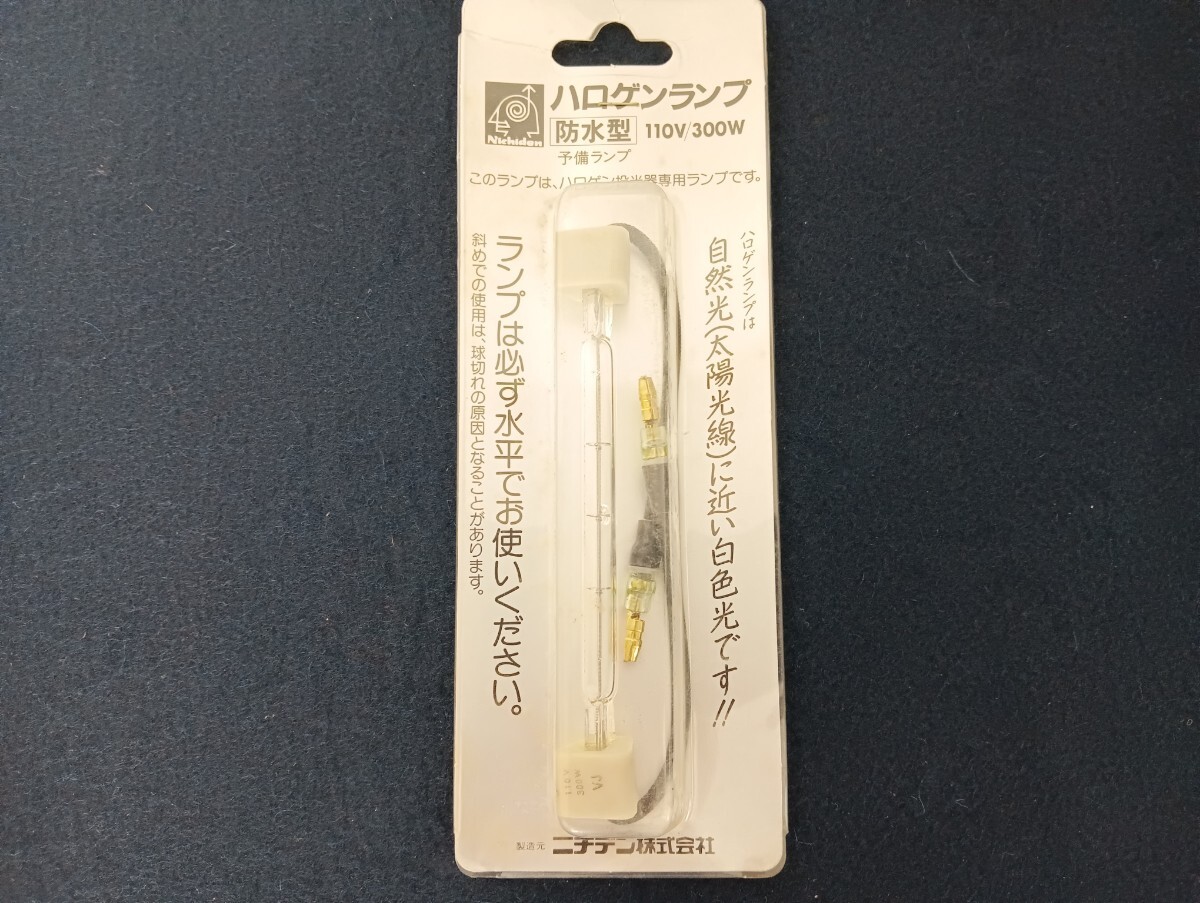 ハロゲンランプ
Nichiden
防水型 110V/300W
予備ランプ
このランプは、ハロゲン投光器専用ランプです。
ハロゲンランプは
自然光(太陽光線)に近い白色光です!!
ランプは必ず水平でお使いください。
斜めでの使用は、球切れの原因となることがあります。
110V
300W
VJ
製造元 ニチデン株式会社